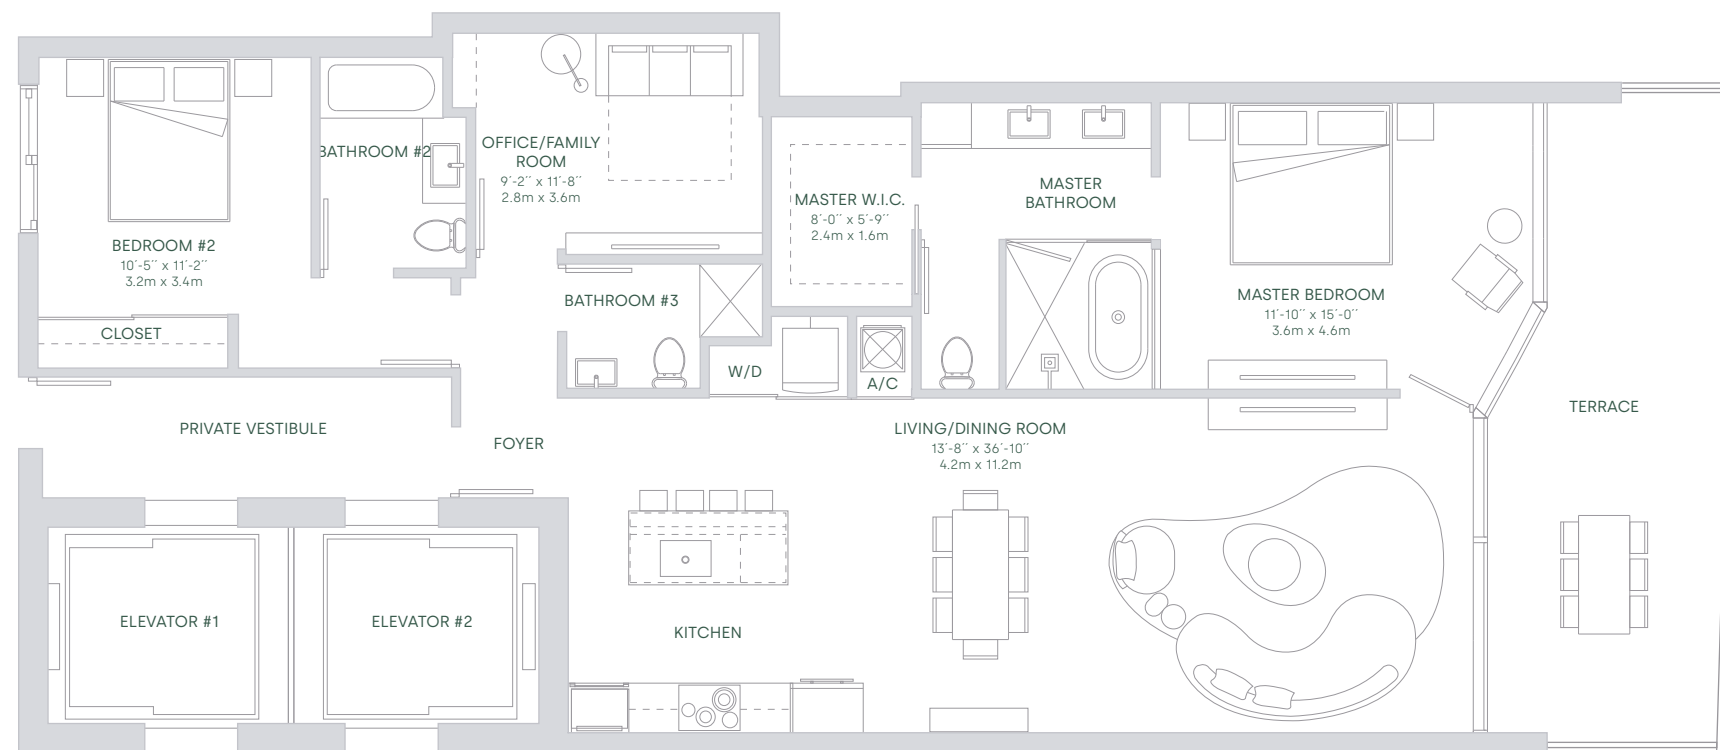 BATHROOM #2
OFFICE/FAMILY
ROOM
9´-2´´ x 11´-8´´
2.8m x 3.6m
MASTER W.I.C.
8´-0´´ x 5´-9´´
2.4m x 1.6m
MASTER
BATHROOM
BEDROOM #2
10´-5´´ x 11´-2´´
3.2m x 3.4m
BATHROOM #3
MASTER BEDROOM
11´-10´´ x 15´-0´´
3.6m x 4.6m
CLOSET
W/D
A/C
TERRACE
PRIVATE VESTIBULE
FOYER
LIVING/DINING ROOM
13´-8´´ x 36´-10´´
4.2m x 11.2m
ELEVATOR #1
ELEVATOR #2
KITCHEN